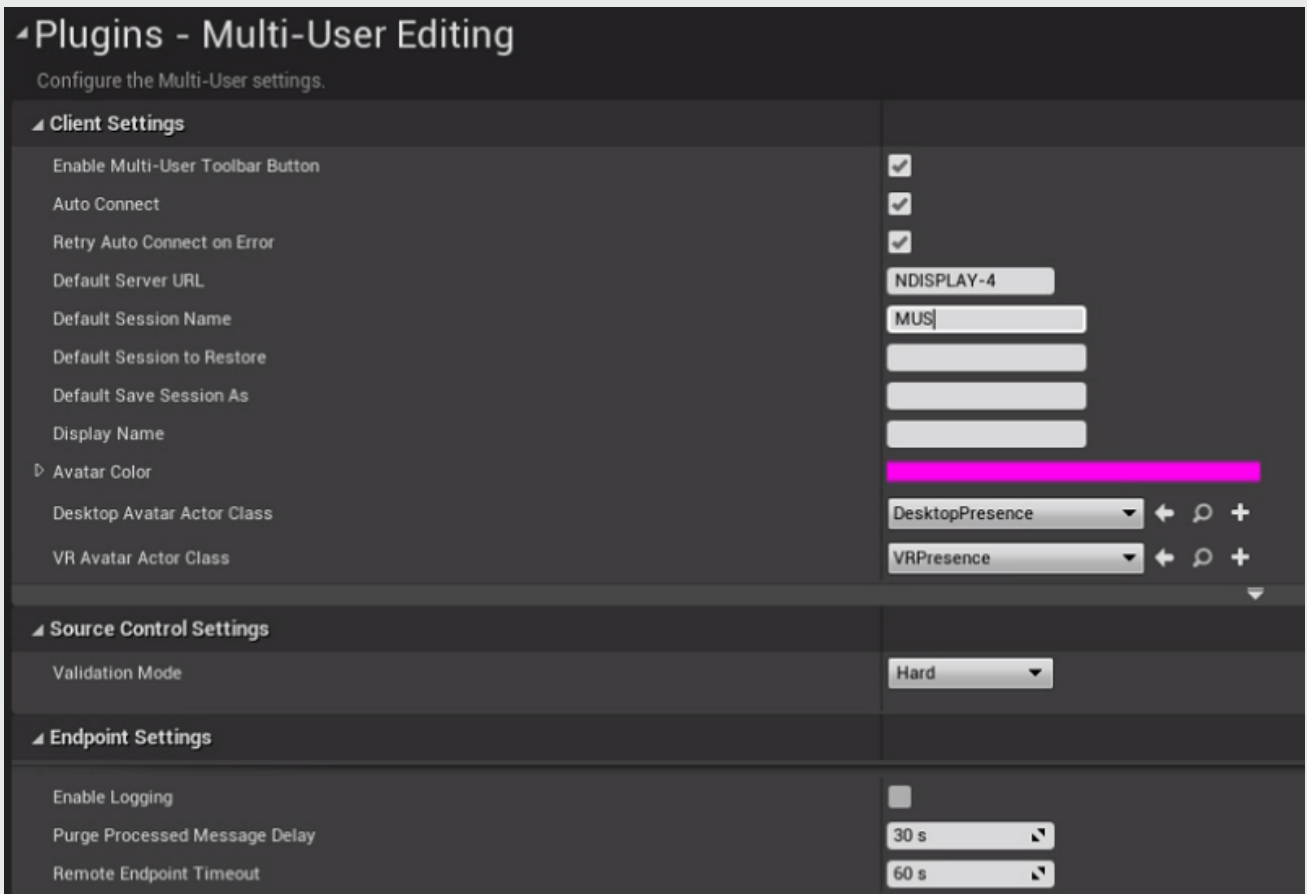 Plugins - Multi-User Editing
Configure the Multi-User settings.
Client Settings
Enable Multi-User Toolbar Button
Auto Connect
Retry Auto Connect on Error
Default Server URL NDISPLAY-4
Default Session Name MUS
Default Session to Restore
Default Save Session As
Display Name
Avatar Color
Desktop Avatar Actor Class DesktopPresence
VR Avatar Actor Class VRPresence
Source Control Settings
Validation Mode Hard
Endpoint Settings
Enable Logging
Purge Processed Message Delay 30 s
Remote Endpoint Timeout 60 s